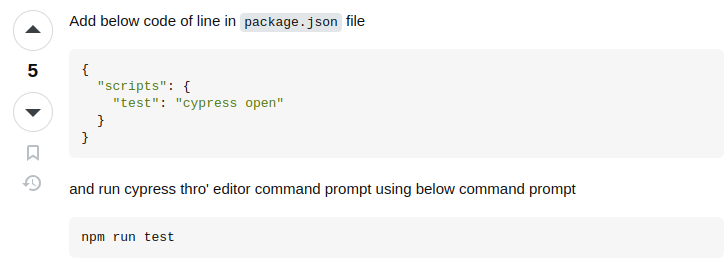 Add below code of line in package.json file
5
{
  "scripts": {
    "test": "cypress open"
  }
}
and run cypress thro' editor command prompt using below command prompt
npm run test